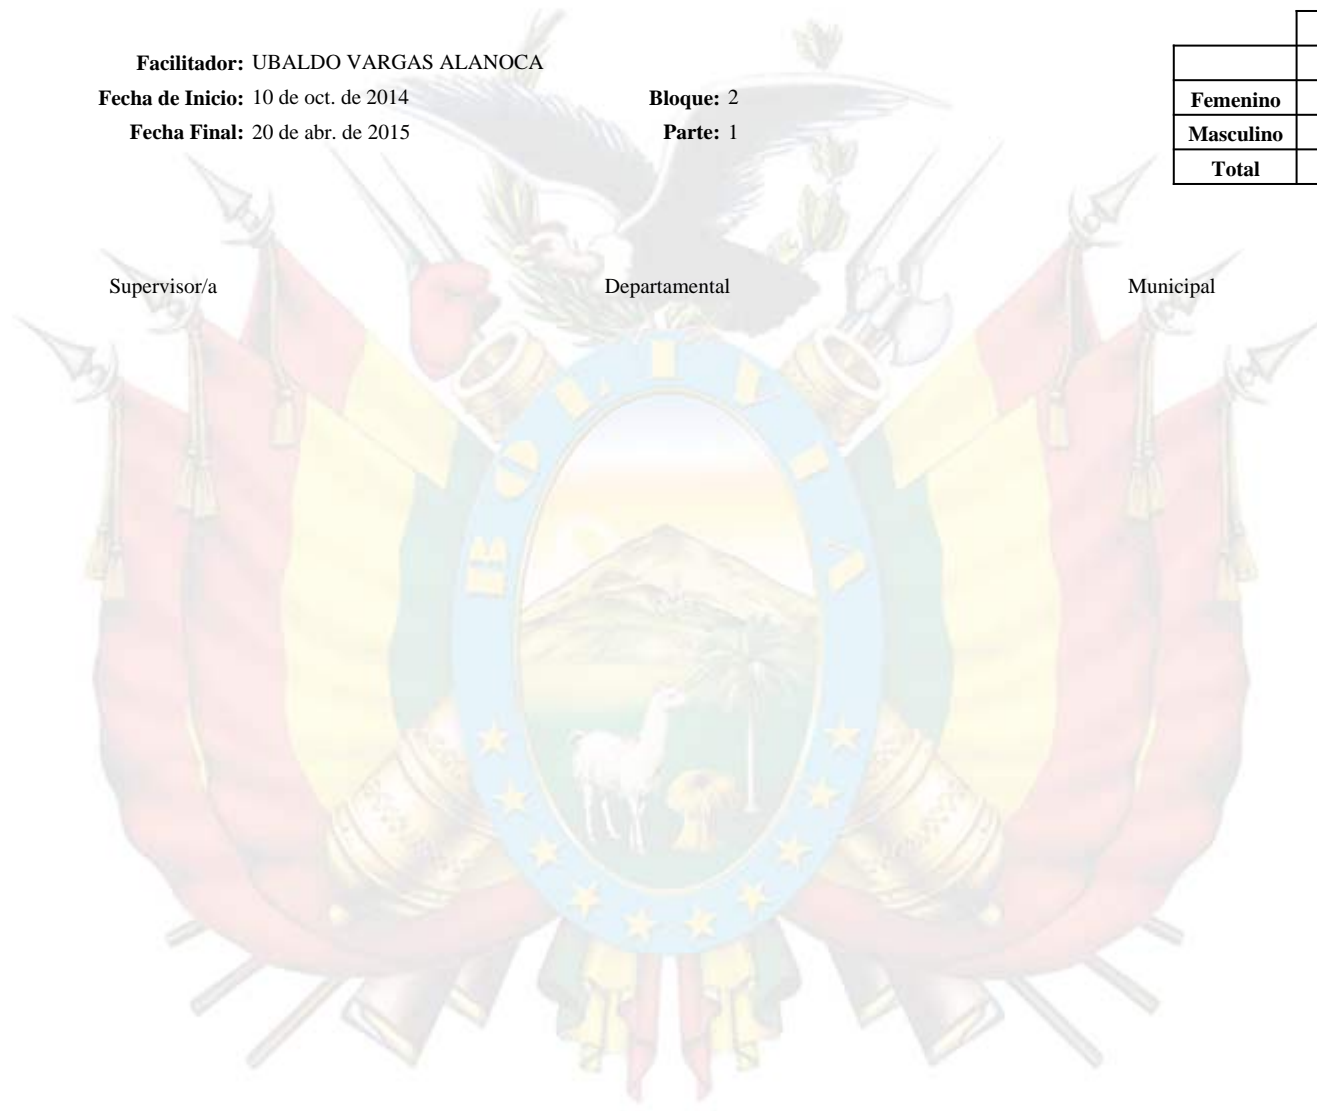 Facilitador: UBALDO VARGAS ALANOCA
Fecha de Inicio: 10 de oct. de 2014 Bloque: 2
Fecha Final: 20 de abr. de 2015 Parte: 1
Femenino
Masculino
Total
Supervisor/a Departamental Municipal
BOLIVIA